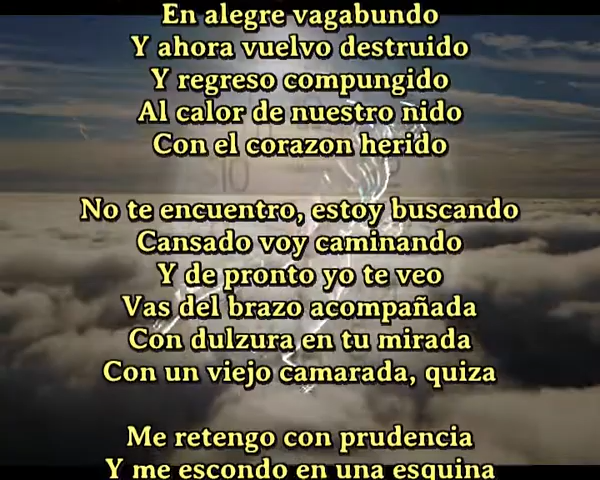 En alegre vagabundo
Y ahora vuelvo destruido
Y regreso compungido
Al calor de nuestro nido
Con el corazon herido
No te encuentro, estoy buscando
Cansado voy caminando
Y de pronto yo te veo
Vas del brazo acompañada
Con dulzura en tu mirada
Con un viejo camarada, quiza
Me retengo con prudencia
Y me escondo en una esquina